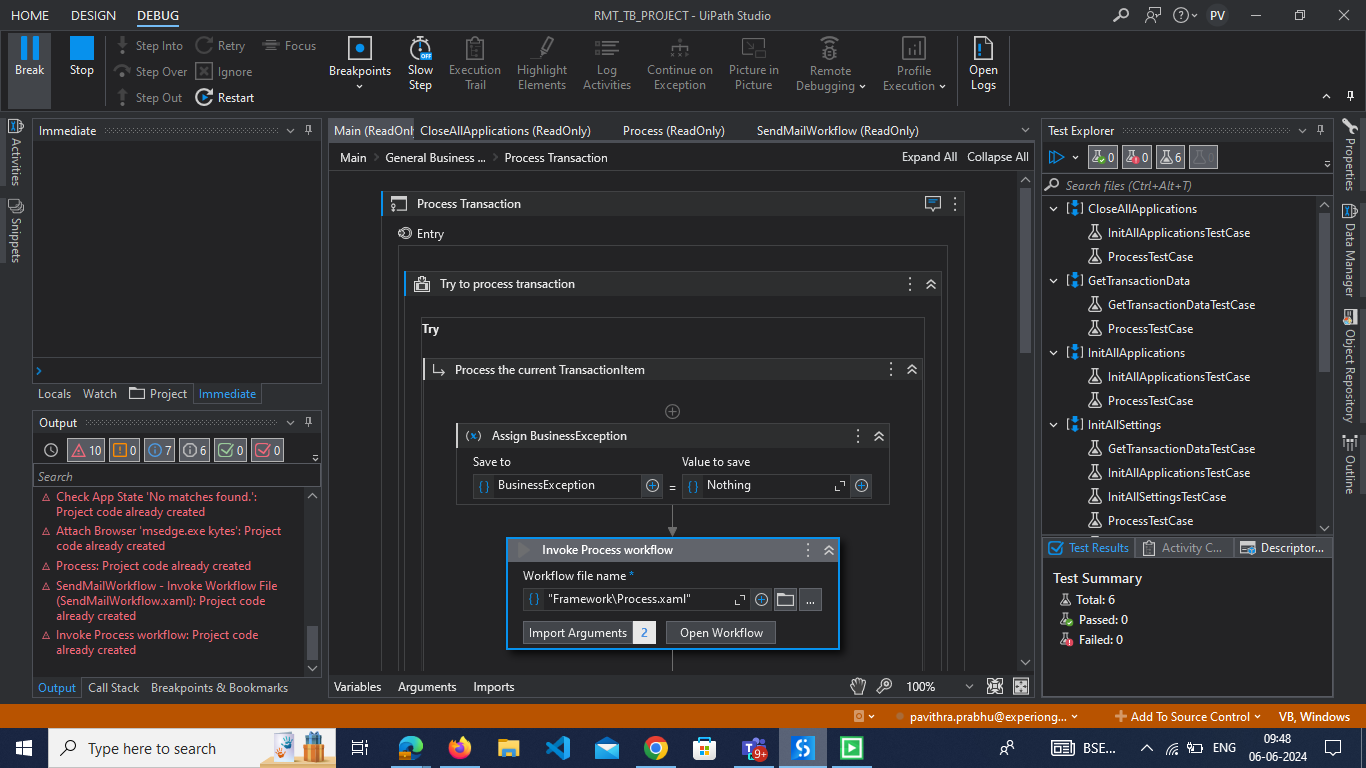 HOME DESIGN DEBUG
RMT_TB_PROJECT - UiPath Studio
PV
Break
Stop
Step Into
Step Over
Step Out
Retry
Ignore
Restart
Focus
Breakpoints
Slow
Step
OFF
Execution
Trail
Highlight
Elements
Log
Activities
Continue on
Exception
Picture in
Picture
Remote
Debugging
Profile
Execution
Open
Logs
Activities
Snippets
Immediate
Locals Watch Project Immediate
Output
10 0 7 6 0 0
Search
Check App State 'No matches found.':
Project code already created
Attach Browser 'msedge.exe kytes': Project
code already created
Process: Project code already created
SendMailWorkflow - Invoke Workflow File
(SendMailWorkflow.xaml): Project code
already created
Invoke Process workflow: Project code
already created
Output Call Stack Breakpoints & Bookmarks
Main (ReadOnly CloseAllApplications (ReadOnly) Process (ReadOnly) SendMailWorkflow (ReadOnly)
Main > General Business ... > Process Transaction
Expand All Collapse All
Process Transaction
Entry
Try to process transaction
Try
Process the current TransactionItem
Assign BusinessException
Save to Value to save
BusinessException = Nothing
Invoke Process workflow
Workflow file name *
"Framework\Process.xaml"
...
Import Arguments 2 Open Workflow
Variables Arguments Imports
100%
Test Explorer
0 0 6 0
Search files (Ctrl+Alt+T)
CloseAllApplications
InitAllApplicationsTestCase
ProcessTestCase
GetTransactionData
GetTransactionDataTestCase
ProcessTestCase
InitAllApplications
InitAllApplicationsTestCase
ProcessTestCase
InitAllSettings
GetTransactionDataTestCase
InitAllApplicationsTestCase
InitAllSettingsTestCase
ProcessTestCase
Test Results Activity C... Descriptor...
Test Summary
Total: 6
Passed: 0
Failed: 0
Properties
Data Manager
Object Repository
Outline
pavithra.prabhu@experiong...
Add To Source Control
VB, Windows
Type here to search
9+
BSE...
ENG
09:48
06-06-2024